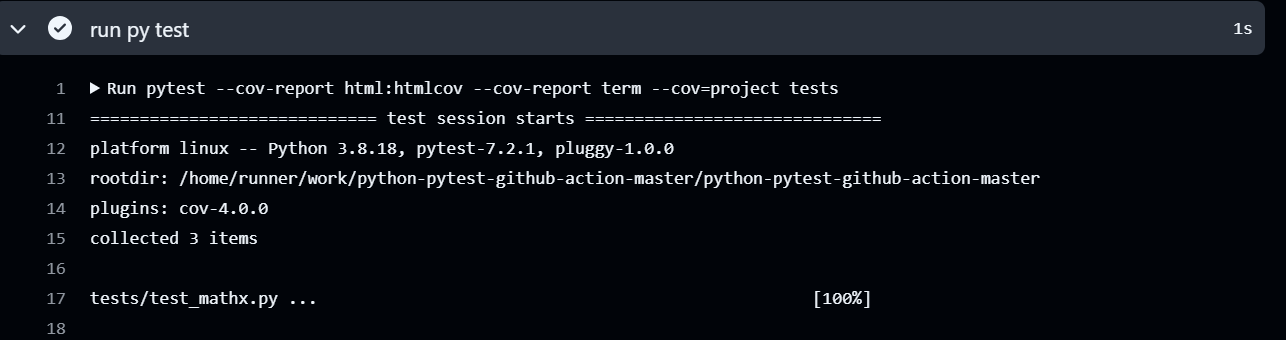 run py test 1s
1 ▶ Run pytest --cov-report html:htmlcov --cov-report term --cov=project tests
11 ============================= test session starts ==============================
12 platform linux -- Python 3.8.18, pytest-7.2.1, pluggy-1.0.0
13 rootdir: /home/runner/work/python-pytest-github-action-master/python-pytest-github-action-master
14 plugins: cov-4.0.0
15 collected 3 items
16
17 tests/test_mathx.py ... [100%]
18